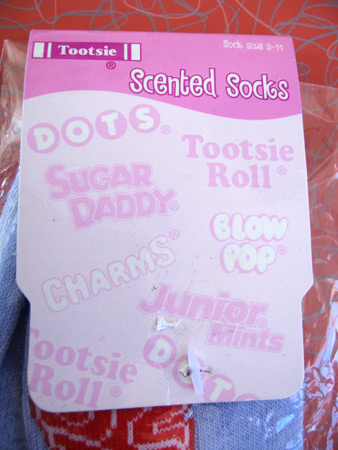 Tootsie ®
Sock size 9-11
Scented Socks
DOTS®
Tootsie
Roll®
SUGAR
DADDY®
BLOW
POP®
CHARMS®
Junior®
Mints
Tootsie
Roll®
DOTS